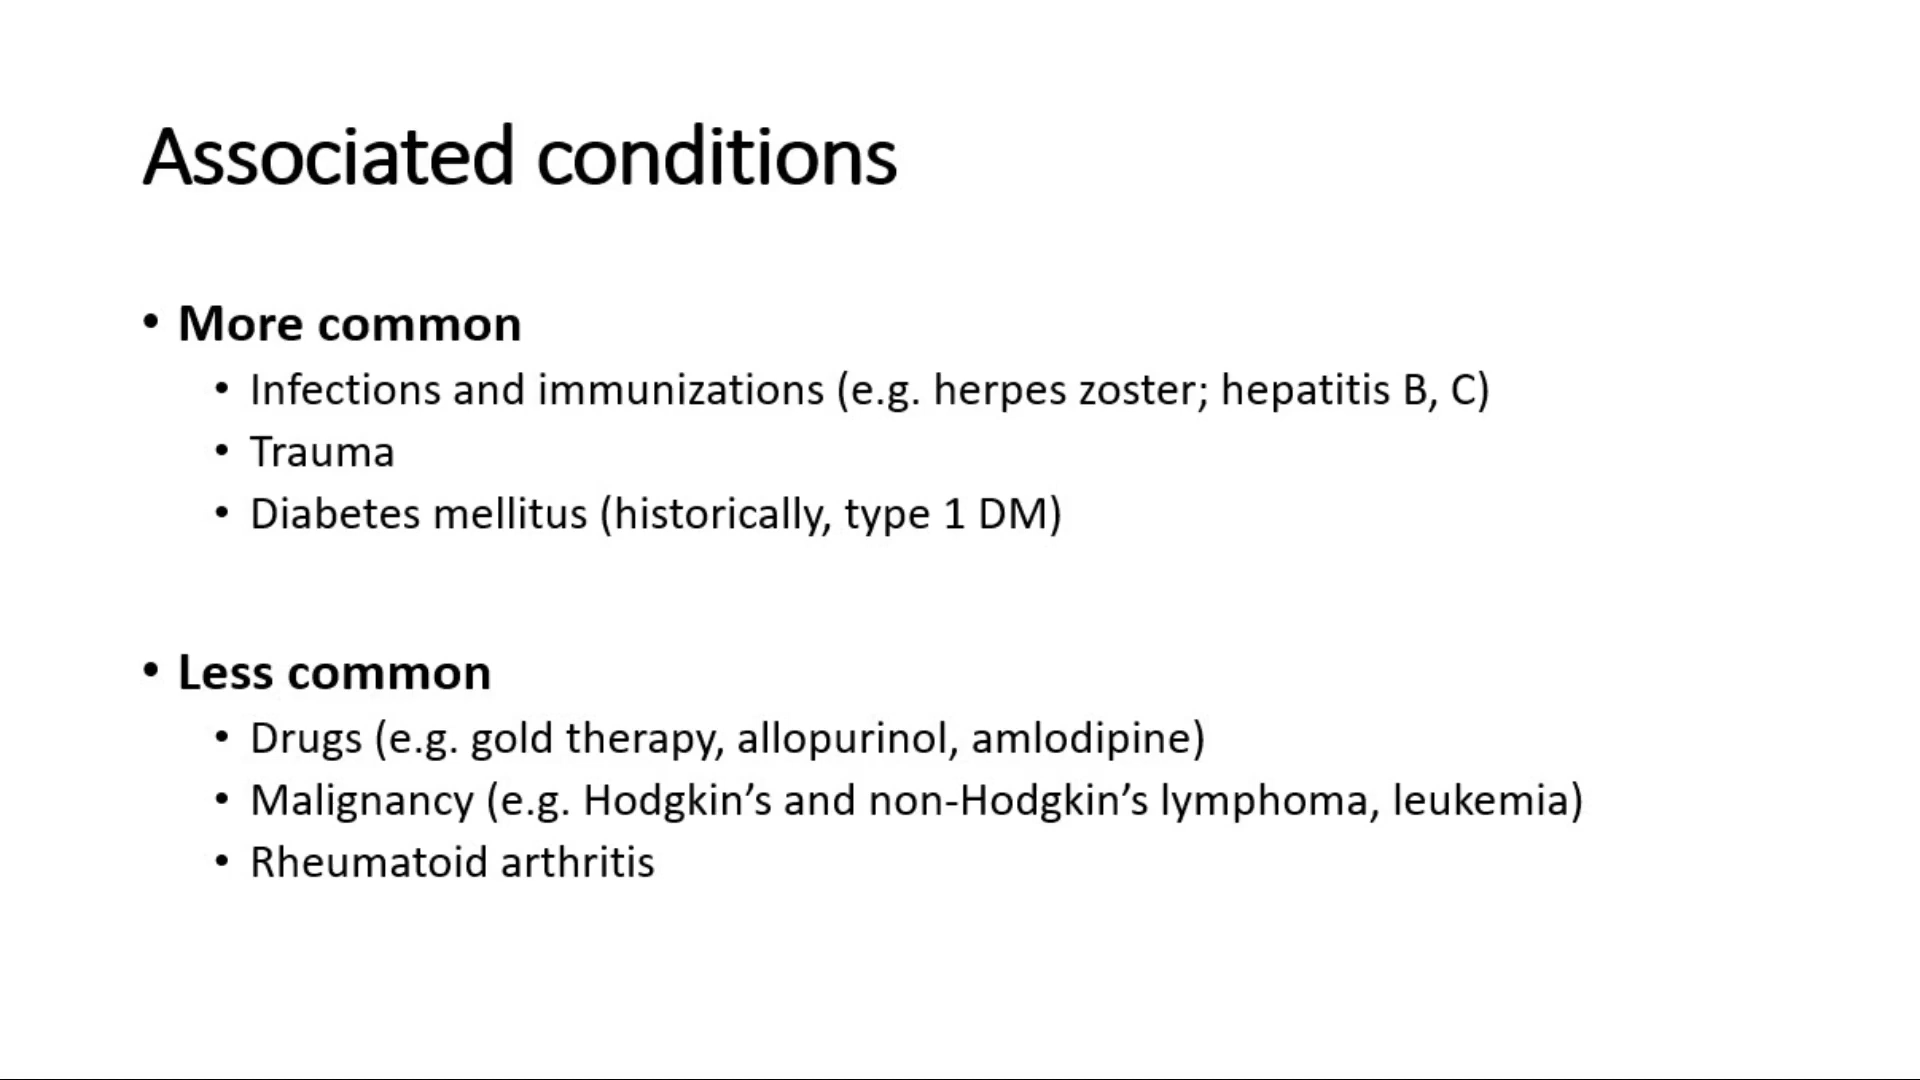 Associated conditions
• More common
• Infections and immunizations (e.g. herpes zoster; hepatitis B, C)
• Trauma
• Diabetes mellitus (historically, type 1 DM)
• Less common
• Drugs (e.g. gold therapy, allopurinol, amlodipine)
• Malignancy (e.g. Hodgkin’s and non-Hodgkin’s lymphoma, leukemia)
• Rheumatoid arthritis